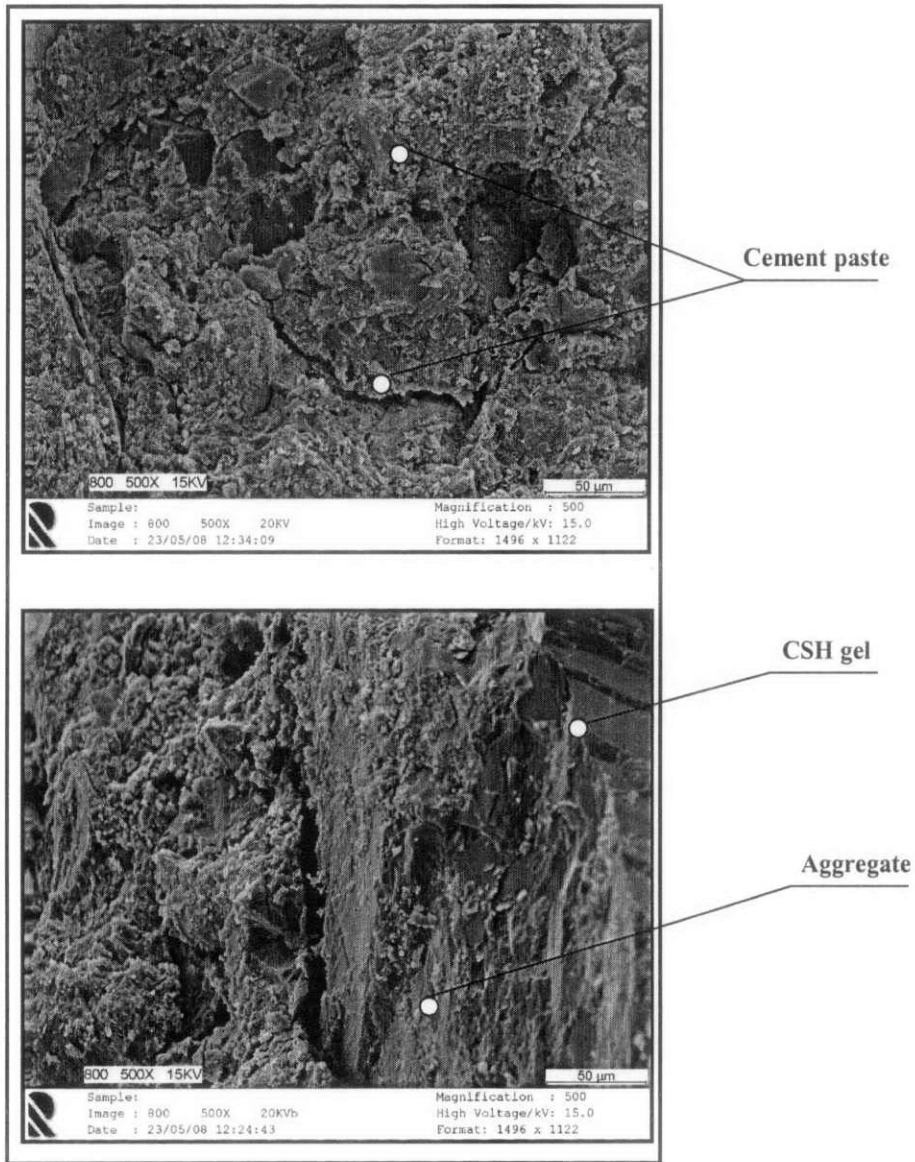 Cement paste
800 500X 15KV
50 µm
R
Sample:
Image : 800 500X 20KV
Date : 23/05/08 12:34:09
Magnification : 500
High Voltage/kV: 15.0
Format: 1496 x 1122
CSH gel
Aggregate
800 500X 15KV
50 µm
R
Sample:
Image : 800 500X 20KVb
Date : 23/05/08 12:24:43
Magnification : 500
High Voltage/kV: 15.0
Format: 1496 x 1122